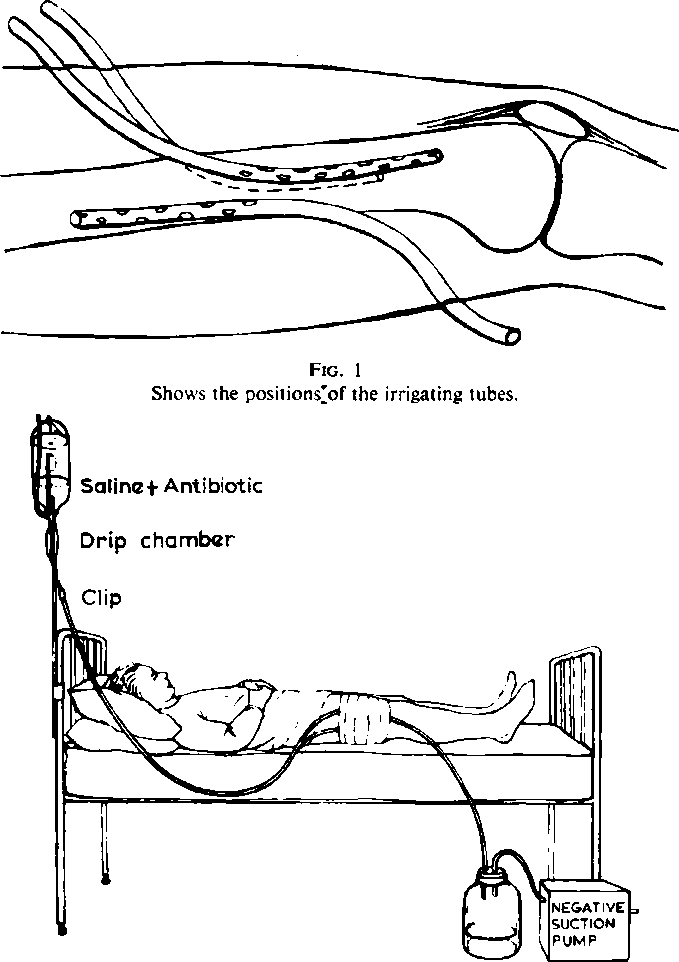 FIG. 1
Shows the positions of the irrigating tubes.
Saline + Antibiotic
Drip chamber
Clip
NEGATIVE
SUCTION
PUMP